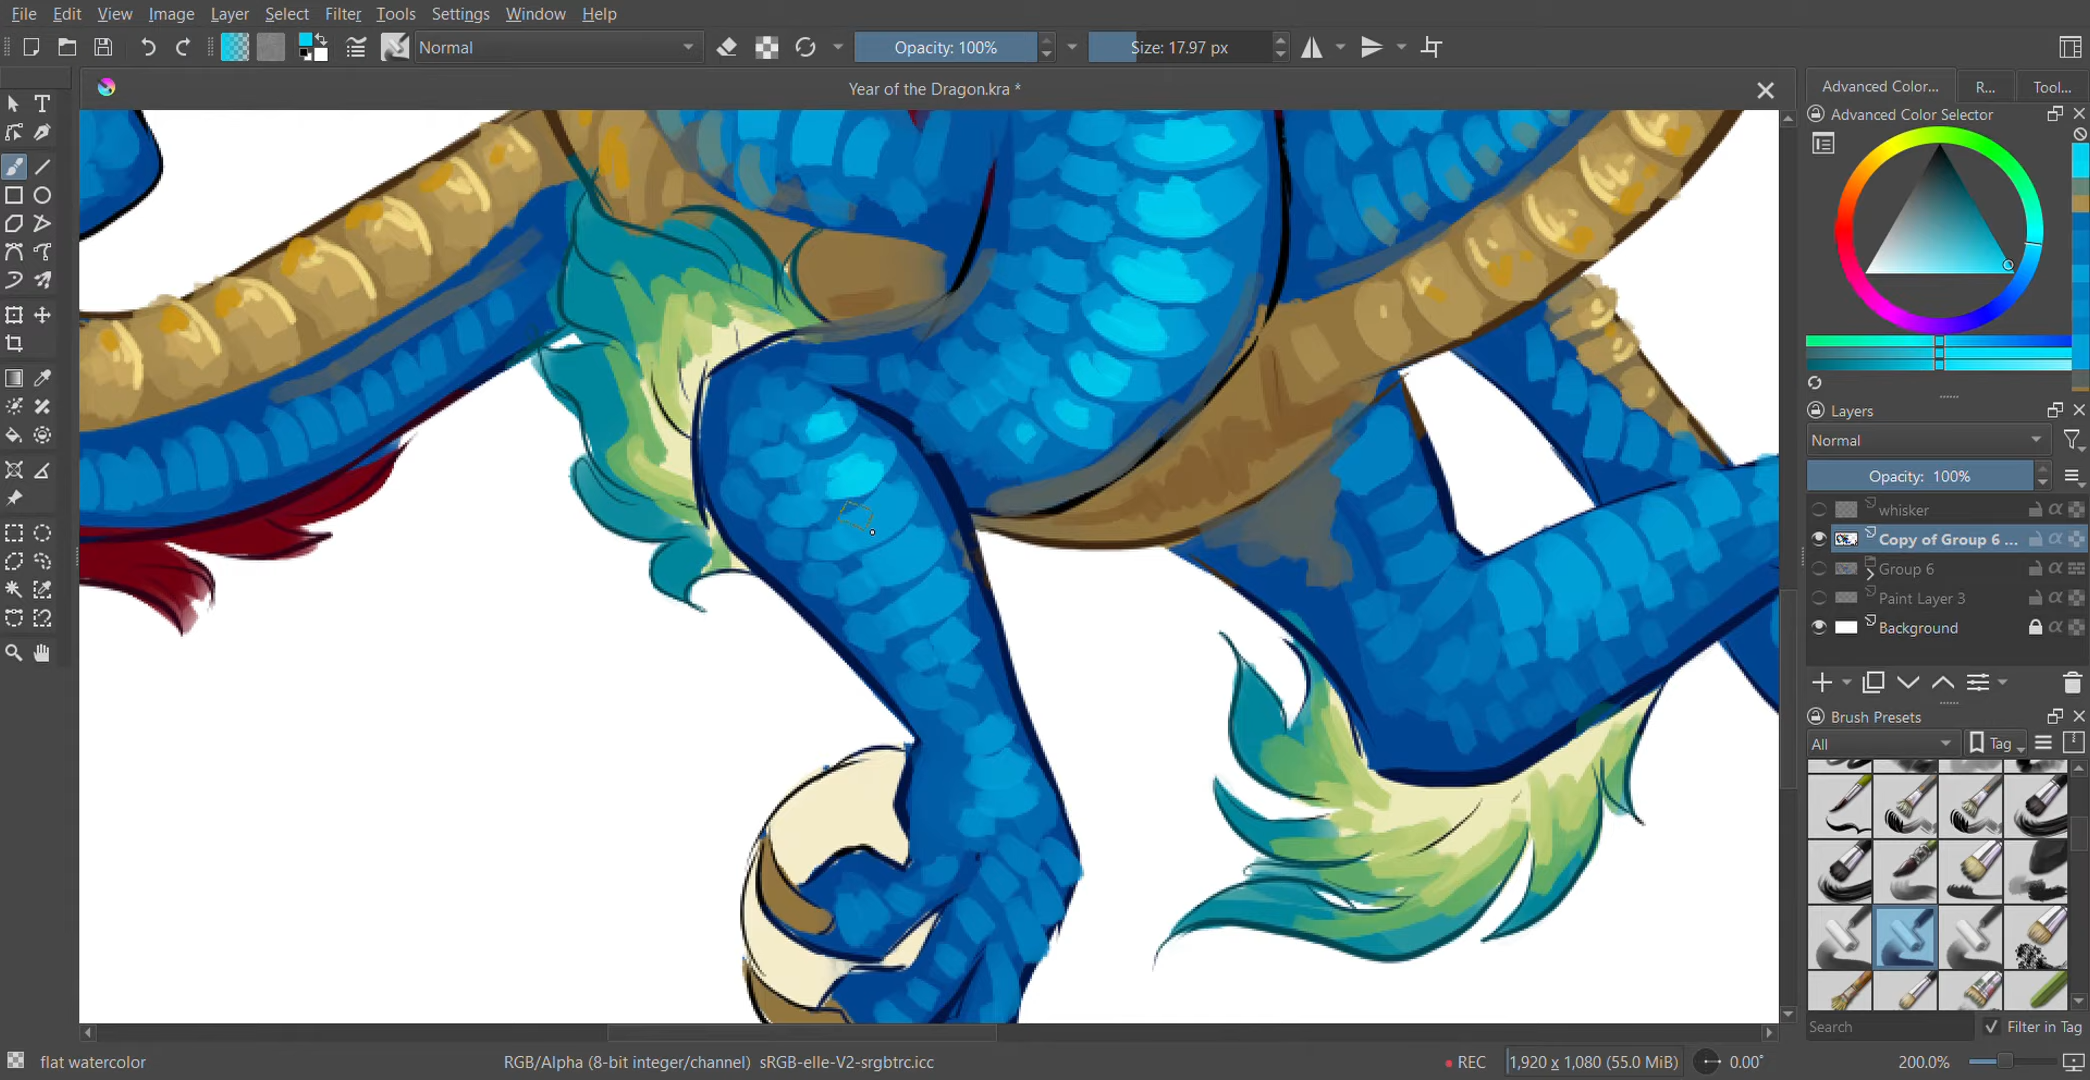 File Edit View Image Layer Select Filter Tools Settings Window Help
Normal Opacity: 100% Size: 17.97 px
Year of the Dragon.kra *
Advanced Color... R... Tool...
Advanced Color Selector
Layers
Normal
Opacity: 100%
whisker
Copy of Group 6 ...
Group 6
Paint Layer 3
Background
Brush Presets
All Tag
Search Filter in Tag
flat watercolor RGB/Alpha (8-bit integer/channel) sRGB-elle-V2-srgbtrc.icc REC 1,920 x 1,080 (55.0 MiB) 0.00° 200.0%